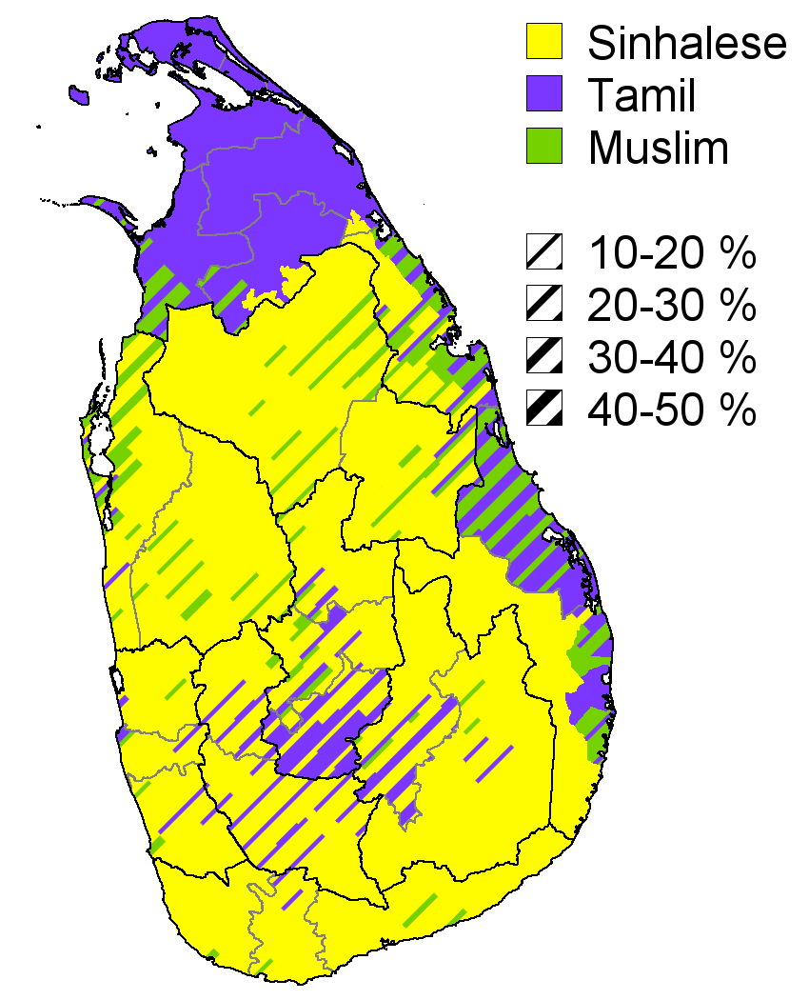 Sinhalese
Tamil
Muslim
10-20 %
20-30 %
30-40 %
40-50 %